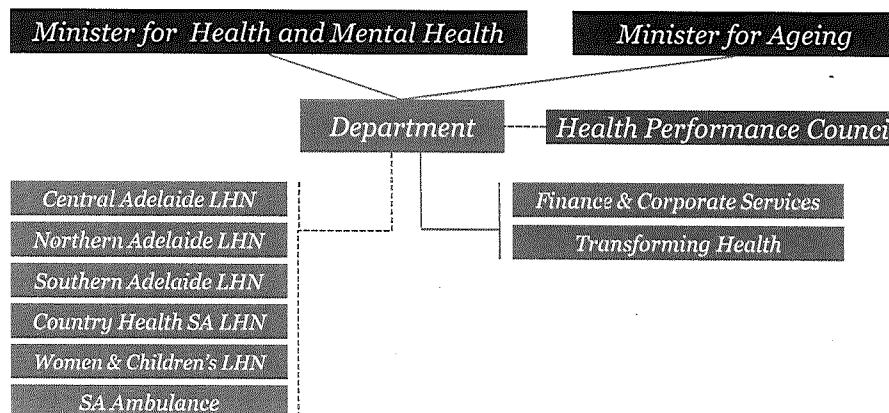 Minister for Health and Mental Health
Minister for Ageing
Department
Health Performance Counci
Central Adelaide LHN
Finance & Corporate Services
Northern Adelaide LHN
Transforming Health
Southern Adelaide LHN
Country Health SA LHN
Women & Children's LHN
SA Ambulance